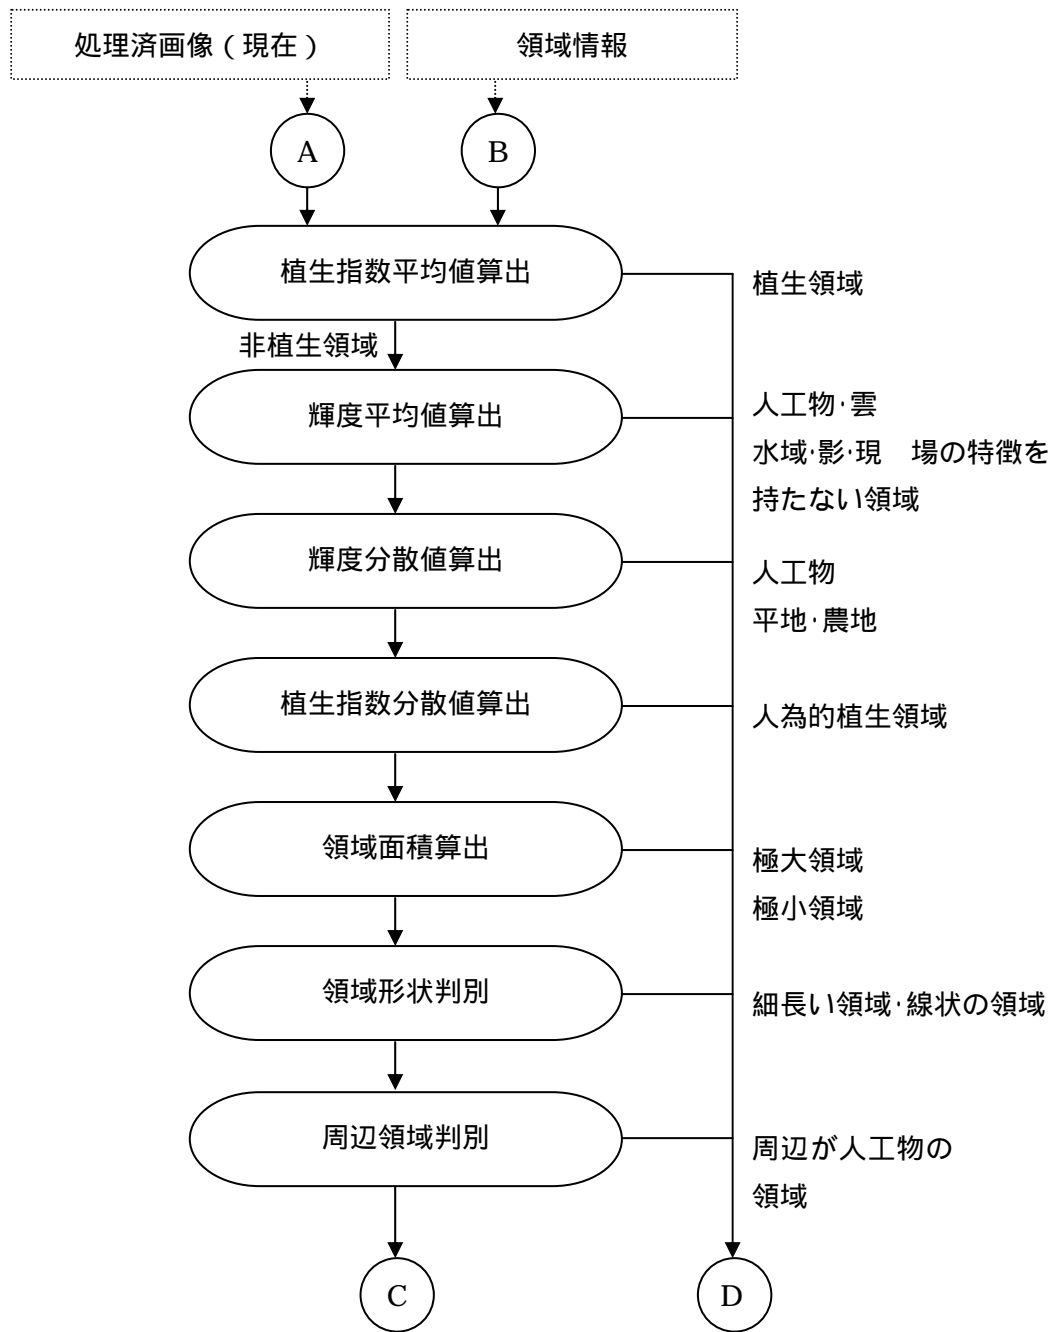 処理済画像(現在)
領域情報
A
B
植生指数平均値算出
植生領域
非植生領域
輝度平均値算出
人工物・雲
水域・影・現　場の特徴を
持たない領域
輝度分散値算出
人工物
平地・農地
植生指数分散値算出
人為的植生領域
領域面積算出
極大領域
極小領域
領域形状判別
細長い領域・線状の領域
周辺領域判別
周辺が人工物の
領域
C
D